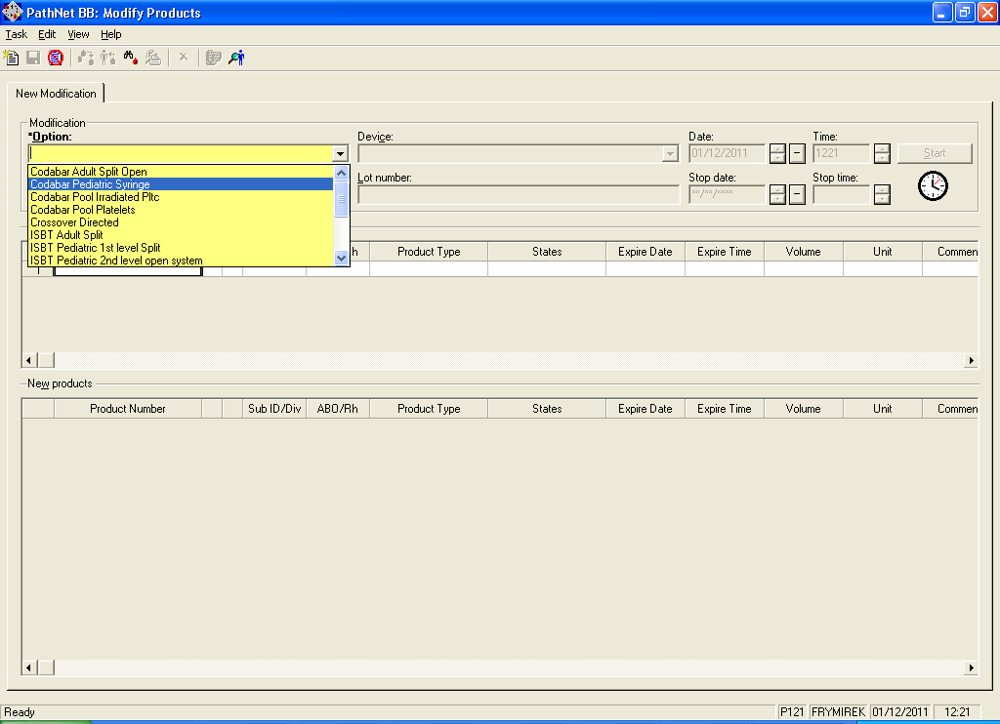 PathNet BB: Modify Products
Task Edit View Help
New Modification
Modification
*Option:
Device:
Date:
Time:
01/12/2011
1221
Start
Codabar Adult Split Open
Codabar Pediatric Syringe
Codabar Pool Irradiated Pltc
Codabar Pool Platelets
Crossover Directed
ISBT Adult Split
ISBT Pediatric 1st level Split
ISBT Pediatric 2nd level open system
Lot number:
Stop date:
Stop time:
**/**/****
h Product Type States Expire Date Expire Time Volume Unit Commen
New products
Product Number Sub ID/Div ABO/Rh Product Type States Expire Date Expire Time Volume Unit Commen
Ready P121 FRYMIREK 01/12/2011 12:21